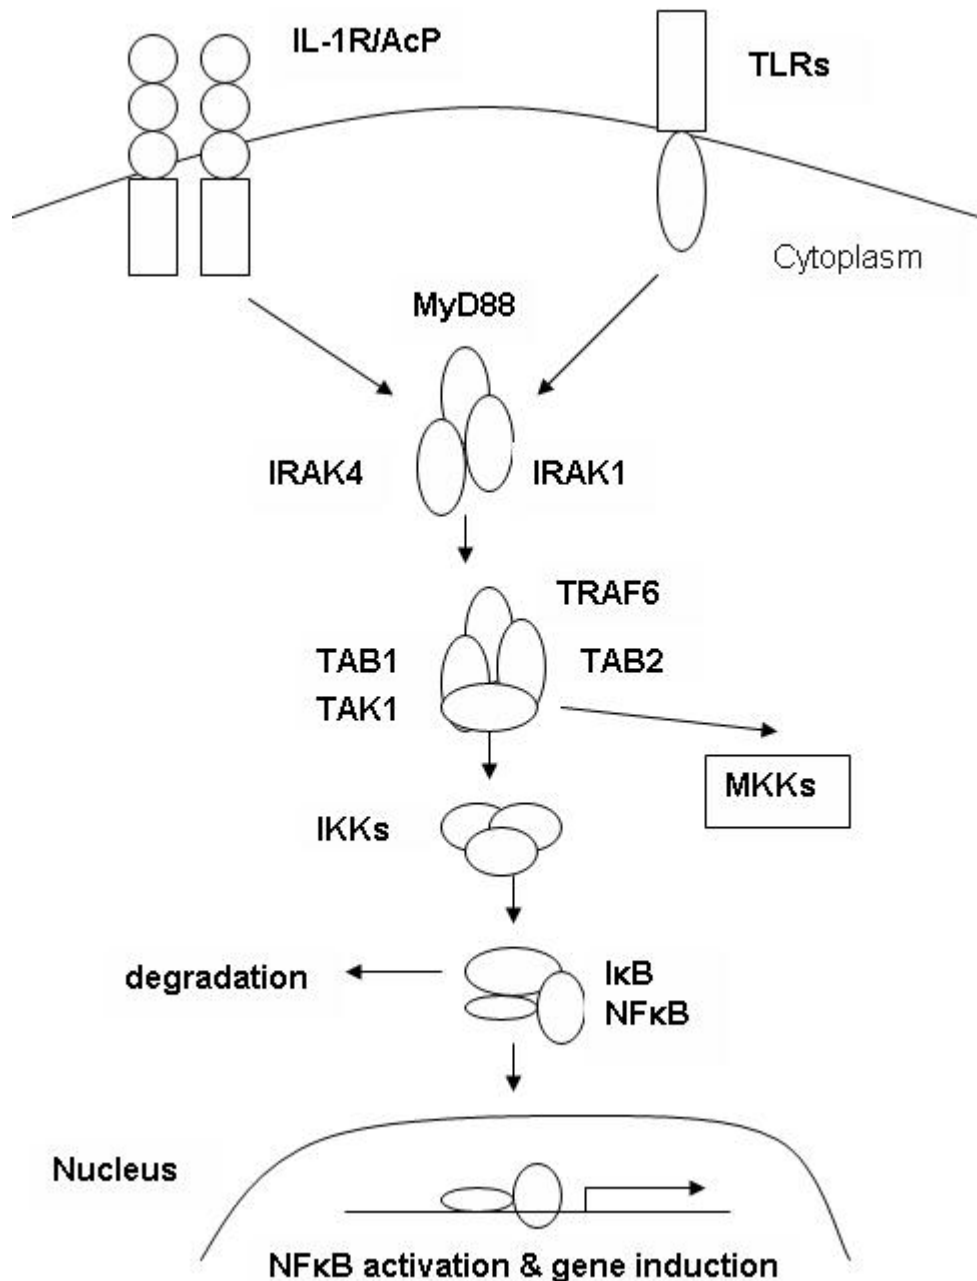 IL-1R/AcP
TLRs
Cytoplasm
MyD88
IRAK4
IRAK1
TRAF6
TAB1
TAB2
TAK1
MKKs
IKKs
degradation
IκB
NFκB
Nucleus
NFκB activation & gene induction